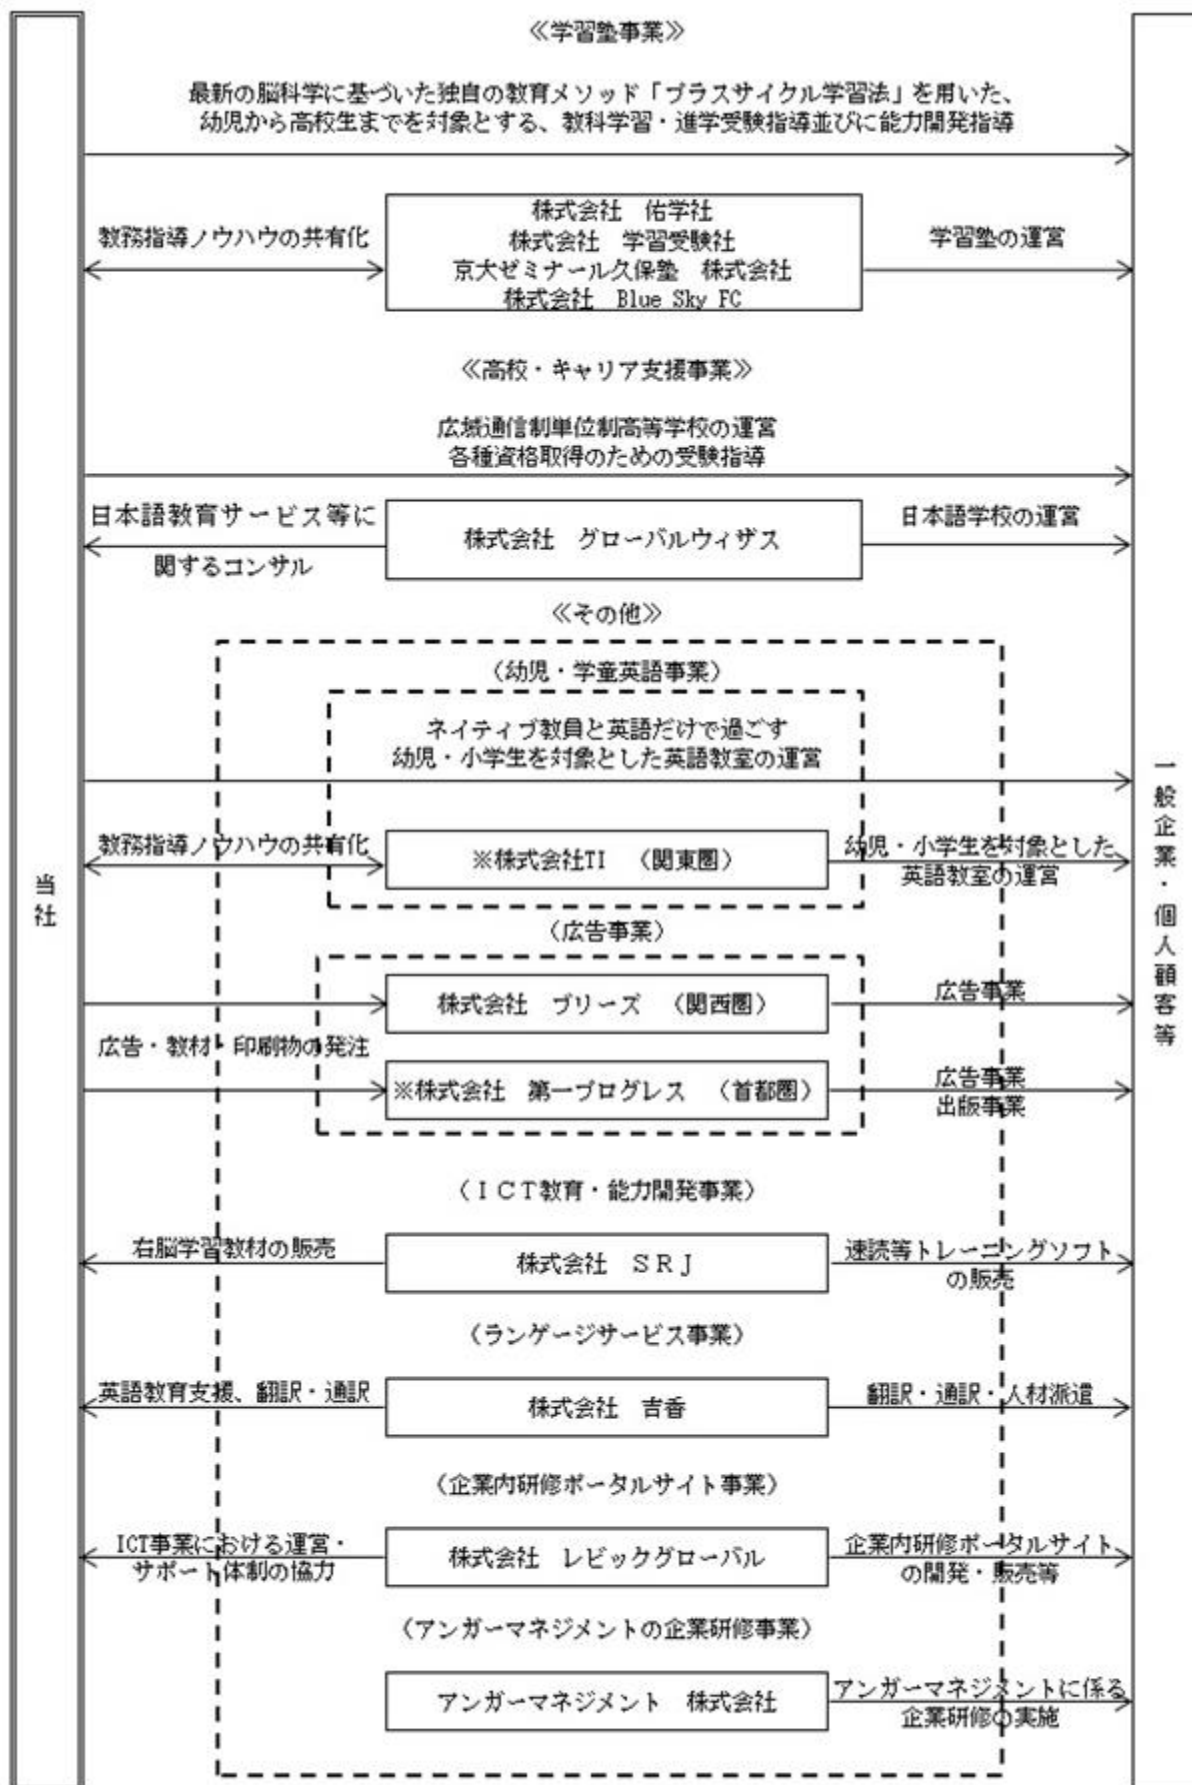 ≪学習塾事業≫
最新の脳科学に基づいた独自の教育メソッド「プラスサイクル学習法」を用いた、
幼児から高校生までを対象とする、教科学習・進学受験指導並びに能力開発指導
教務指導ノウハウの共有化
株式会社　佑学社
株式会社　学習受験社
京大ゼミナール久保塾　株式会社
株式会社　Blue Sky FC
学習塾の運営
≪高校・キャリア支援事業≫
広域通信制単位制高等学校の運営
各種資格取得のための受験指導
日本語教育サービス等に
関するコンサル
株式会社　グローバルウィザス
日本語学校の運営
≪その他≫
（幼児・学童英語事業）
ネイティブ教員と英語だけで過ごす
幼児・小学生を対象とした英語教室の運営
教務指導ノウハウの共有化
※株式会社TI　（関東圏）
幼児・小学生を対象とした
英語教室の運営
当社
一般企業・個人顧客等
（広告事業）
株式会社　ブリーズ　（関西圏）
広告事業
広告・教材・印刷物の発注
※株式会社　第一プログレス　（首都圏）
広告事業
出版事業
（ＩＣＴ教育・能力開発事業）
右脳学習教材の販売
株式会社　ＳＲＪ
速読等トレーニングソフト
の販売
（ランゲージサービス事業）
英語教育支援、翻訳・通訳
株式会社　吉香
翻訳・通訳・人材派遣
（企業内研修ポータルサイト事業）
ICT事業における運営・
サポート体制の協力
株式会社　レビックグローバル
企業内研修ポータルサイト
の開発・販売等
（アンガーマネジメントの企業研修事業）
アンガーマネジメント　株式会社
アンガーマネジメントに係る
企業研修の実施